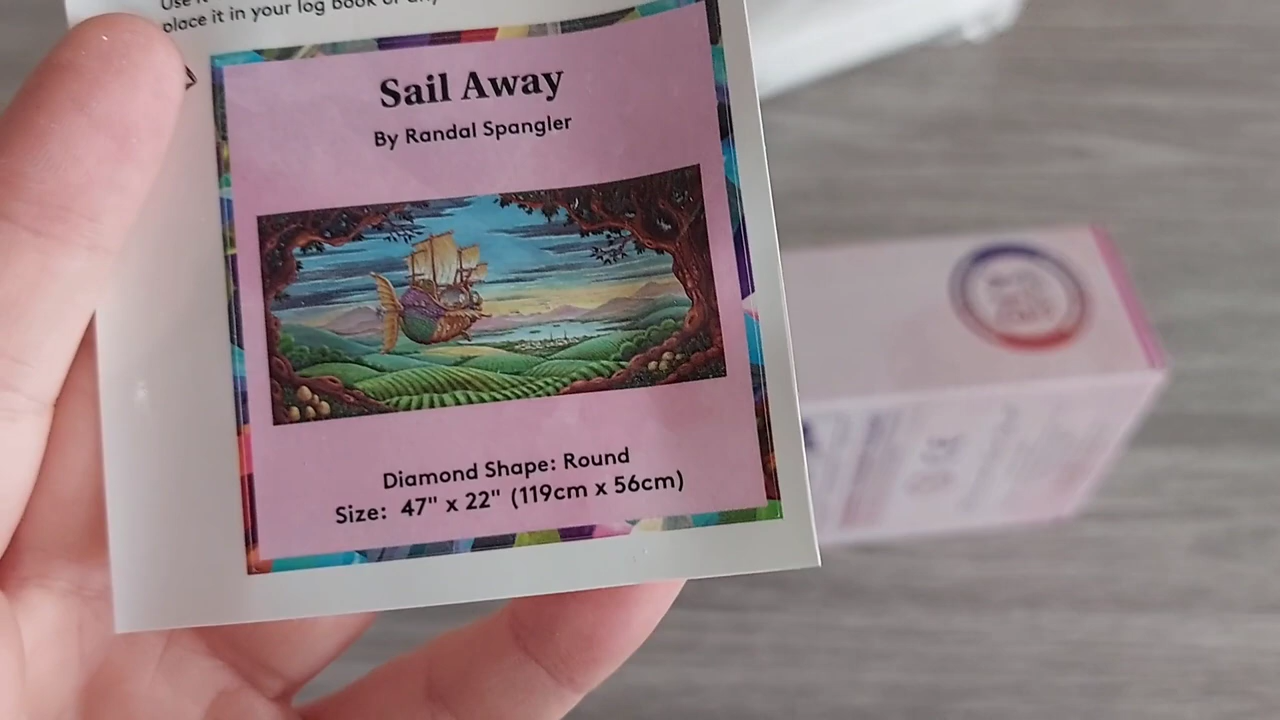 place it in your log book or
Sail Away
By Randal Spangler
Diamond Shape: Round
Size: 47" x 22" (119cm x 56cm)